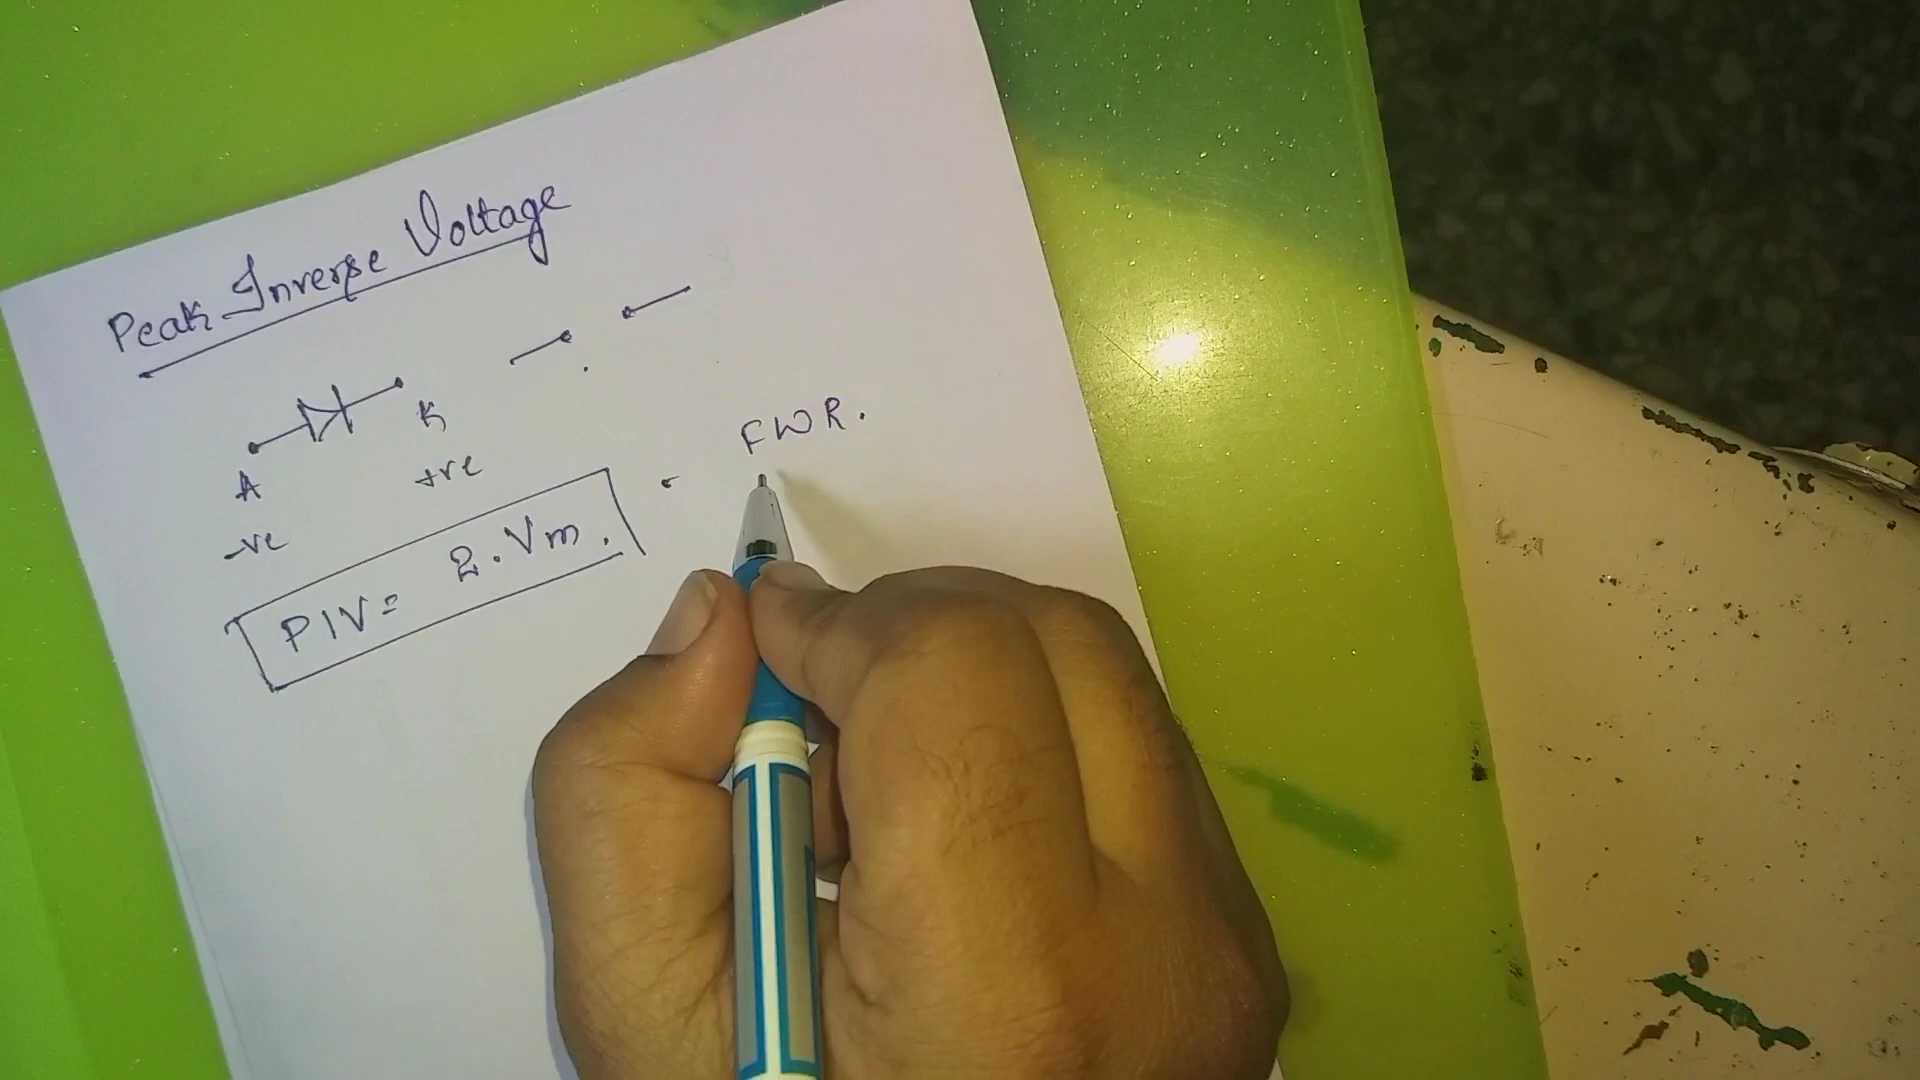 Peak Inverse Voltage
A K
-ve +ve
FWR.
PIV= 2.Vm.